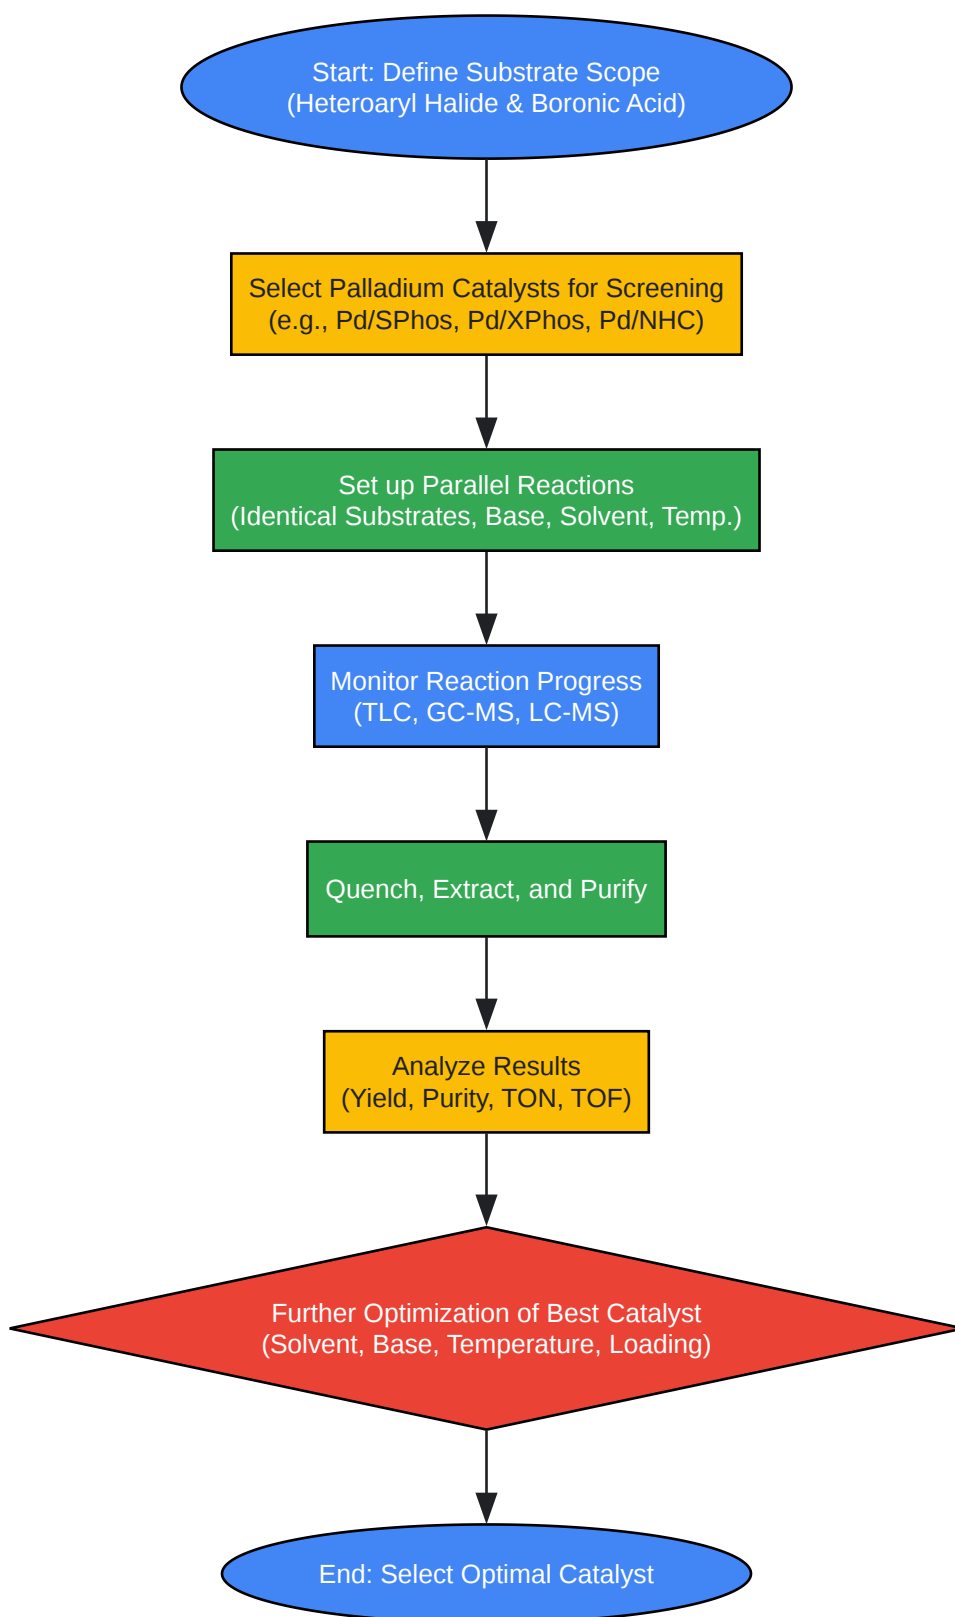 Start: Define Substrate Scope
(Heteroaryl Halide & Boronic Acid)
Select Palladium Catalysts for Screening
(e.g., Pd/SPhos, Pd/XPhos, Pd/NHC)
Set up Parallel Reactions
(Identical Substrates, Base, Solvent, Temp.)
Monitor Reaction Progress
(TLC, GC-MS, LC-MS)
Quench, Extract, and Purify
Analyze Results
(Yield, Purity, TON, TOF)
Further Optimization of Best Catalyst
(Solvent, Base, Temperature, Loading)
End: Select Optimal Catalyst